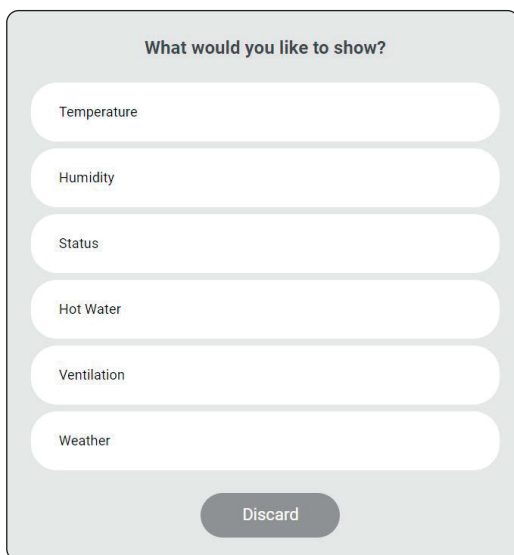 What would you like to show?
Temperature
Humidity
Status
Hot Water
Ventilation
Weather
Discard